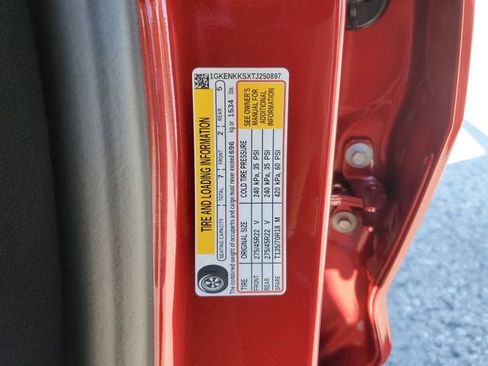 1GKENKKSXTJ250897
TIRE AND LOADING INFORMATION
SEATING CAPACITY TOTAL 7 FRONT 2 REAR 5
The combined weight of occupants and cargo must never exceed 696 kg or 1534 lbs.
TIRE ORIGINAL SIZE COLD TIRE PRESSURE
FRONT 275/45R22 V 240 kPa, 35 PSI
REAR 275/45R22 V 240 kPa, 35 PSI
SPARE T135/70R18 M 420 kPa, 60 PSI
SEE OWNER'S
MANUAL FOR
ADDITIONAL
INFORMATION